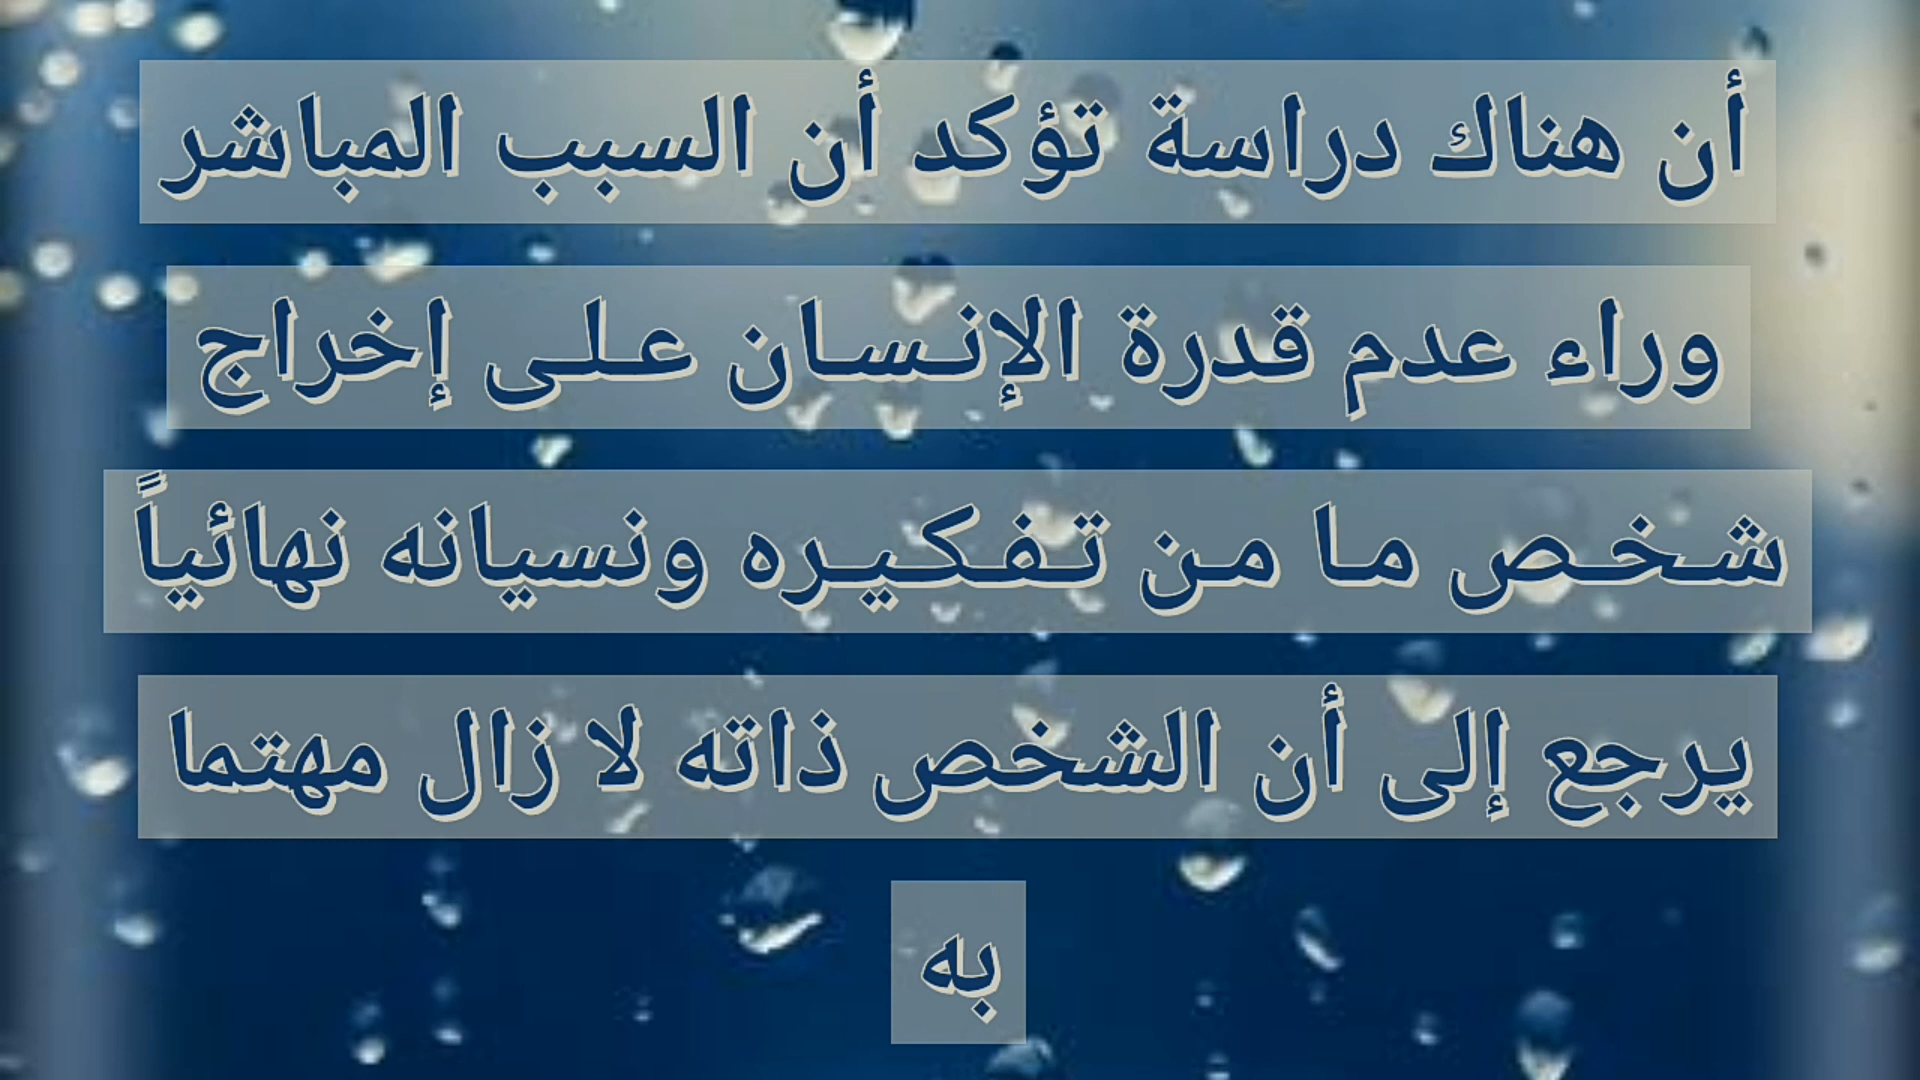 أن هناك دراسة تؤكد أن السبب المباشر
وراء عدم قدرة الإنسان على إخراج
شخص ما من تفكيره ونسيانه نهائياً
يرجع إلى أن الشخص ذاته لا زال مهتما
به